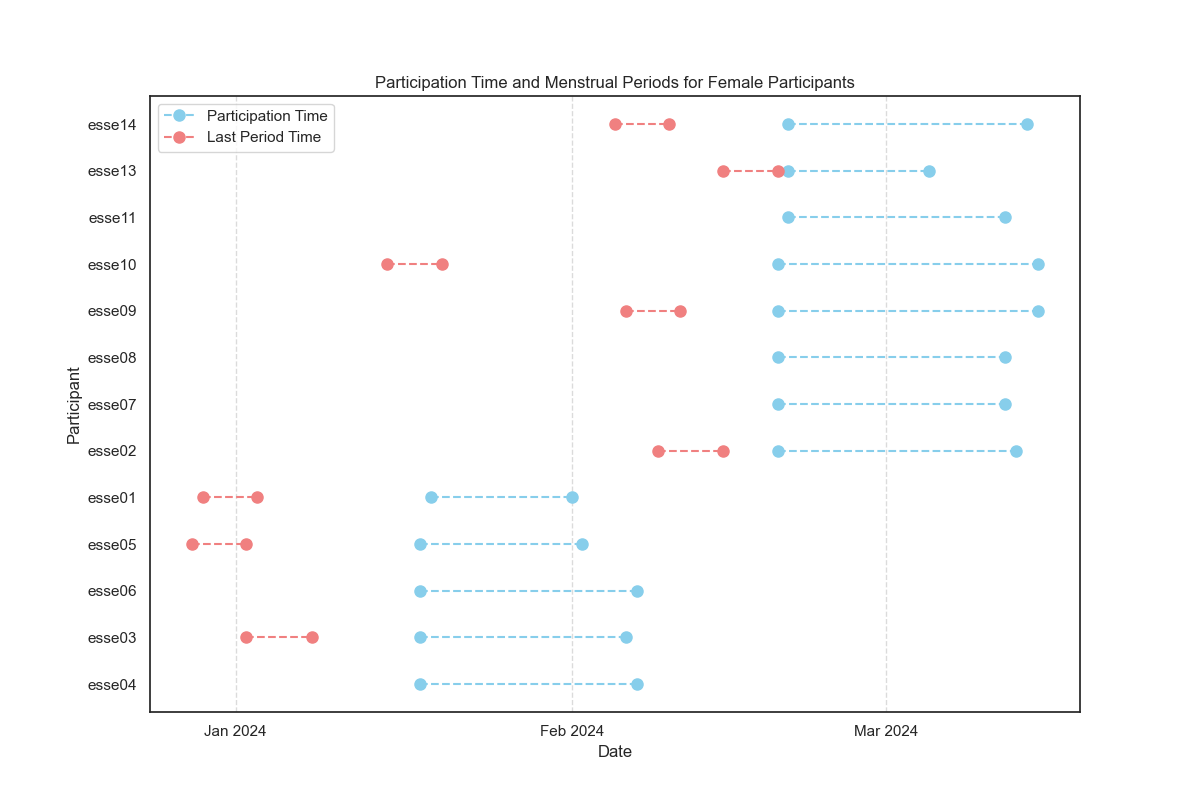 Participation Time and Menstrual Periods for Female Participants
Participation Time
Last Period Time
esse14
esse13
esse11
esse10
esse09
esse08
esse07
esse02
esse01
esse05
esse06
esse03
esse04
Participant
Jan 2024 Feb 2024 Mar 2024
Date